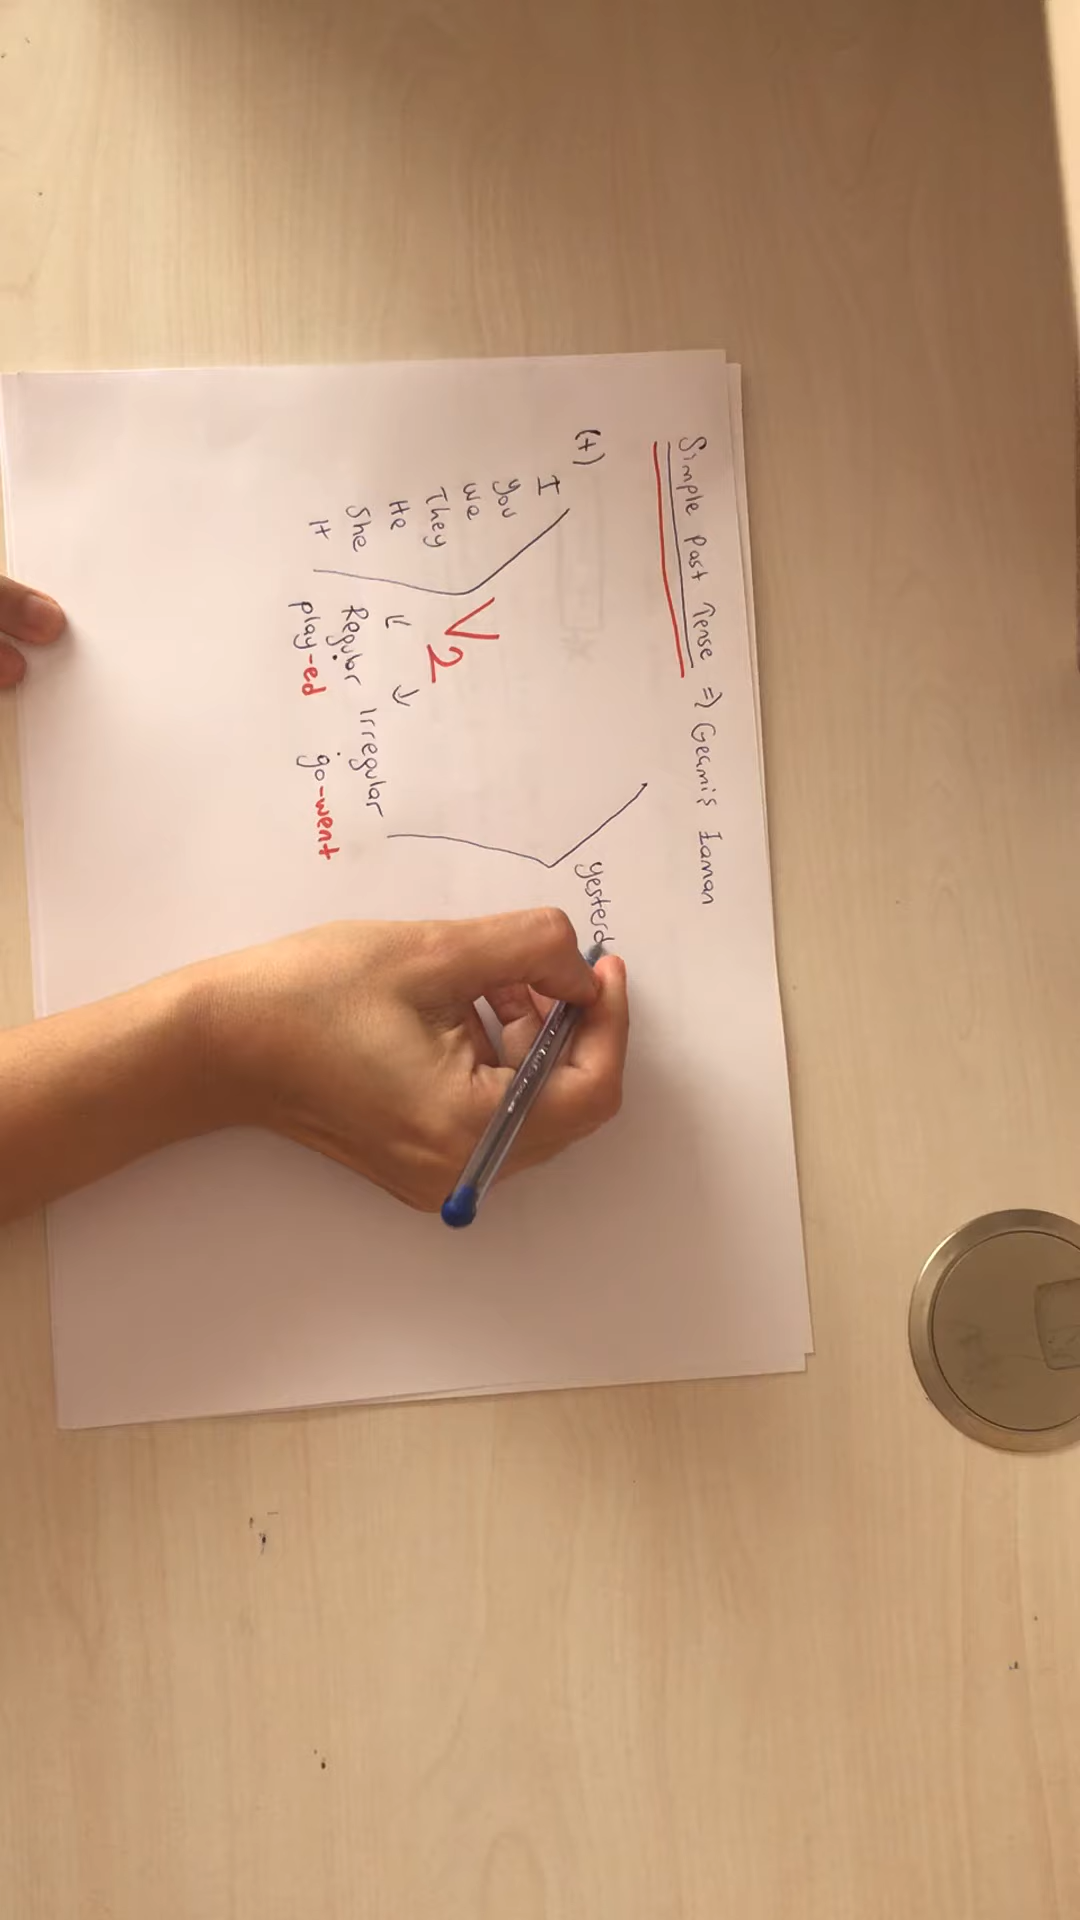 Simple Past Tense => Geçmiş Zaman
(+)
I
you
we
They
He
She
It
V2
Regular Irregular
play-ed go-went
yesterd